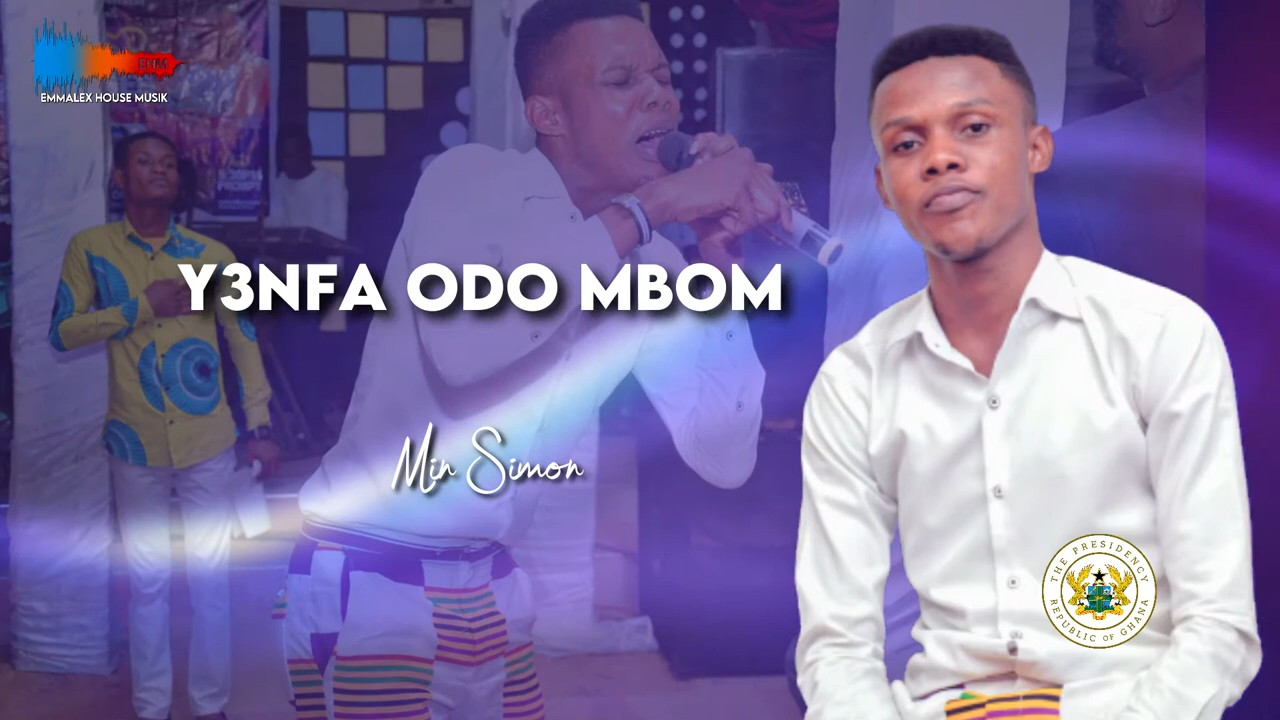 EHM
EMMALEX HOUSE MUSIK
Y3NFA ODO MBOM
Min Simon
THE PRESIDENCY
REPUBLIC OF GHANA